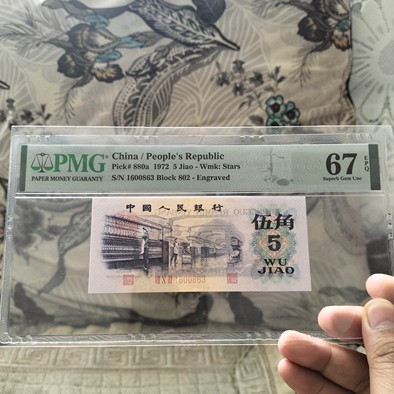 PMG
PAPER MONEY GUARANTY
China / People's Republic
Pick# 880a 1972 5 Jiao - Wmk: Stars
S/N 1600863 Block 802 - Engraved
67
EPQ
Superb Gem Unc
中國人民銀行
伍角
5
WU
JIAO
1600863